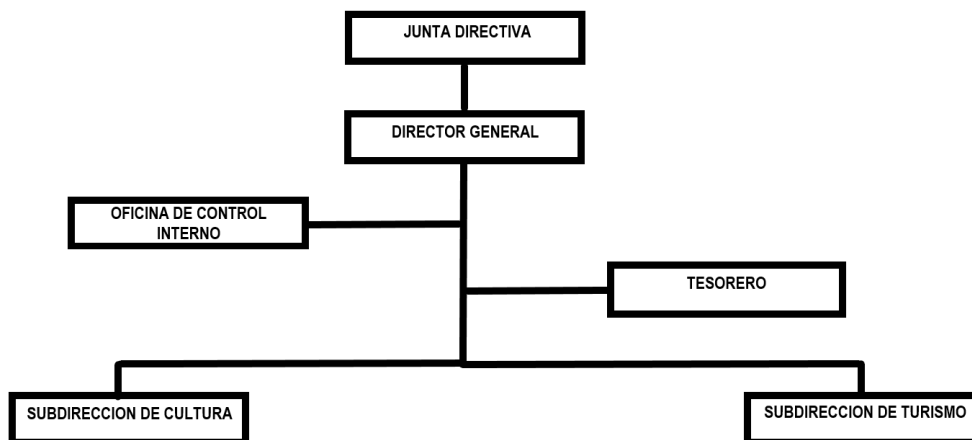 JUNTA DIRECTIVA
DIRECTOR GENERAL
OFICINA DE CONTROL
INTERNO
TESORERO
SUBDIRECCION DE CULTURA
SUBDIRECCION DE TURISMO